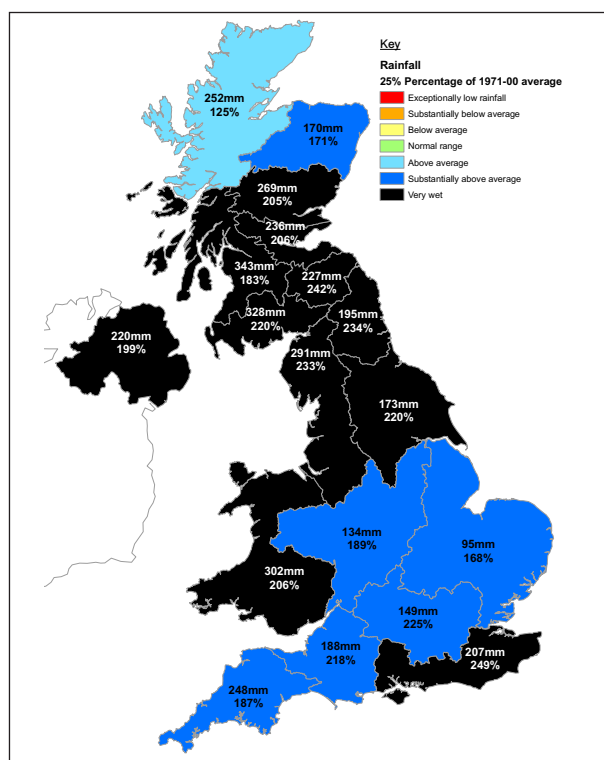 Key
Rainfall
25% Percentage of 1971-00 average
Exceptionally low rainfall
Substantially below average
Below average
Normal range
Above average
Substantially above average
Very wet
252mm
125%
170mm
171%
269mm
205%
236mm
206%
343mm
183%
227mm
242%
328mm
220%
195mm
234%
220mm
199%
291mm
233%
173mm
220%
134mm
189%
95mm
168%
302mm
206%
149mm
225%
188mm
218%
207mm
249%
248mm
187%